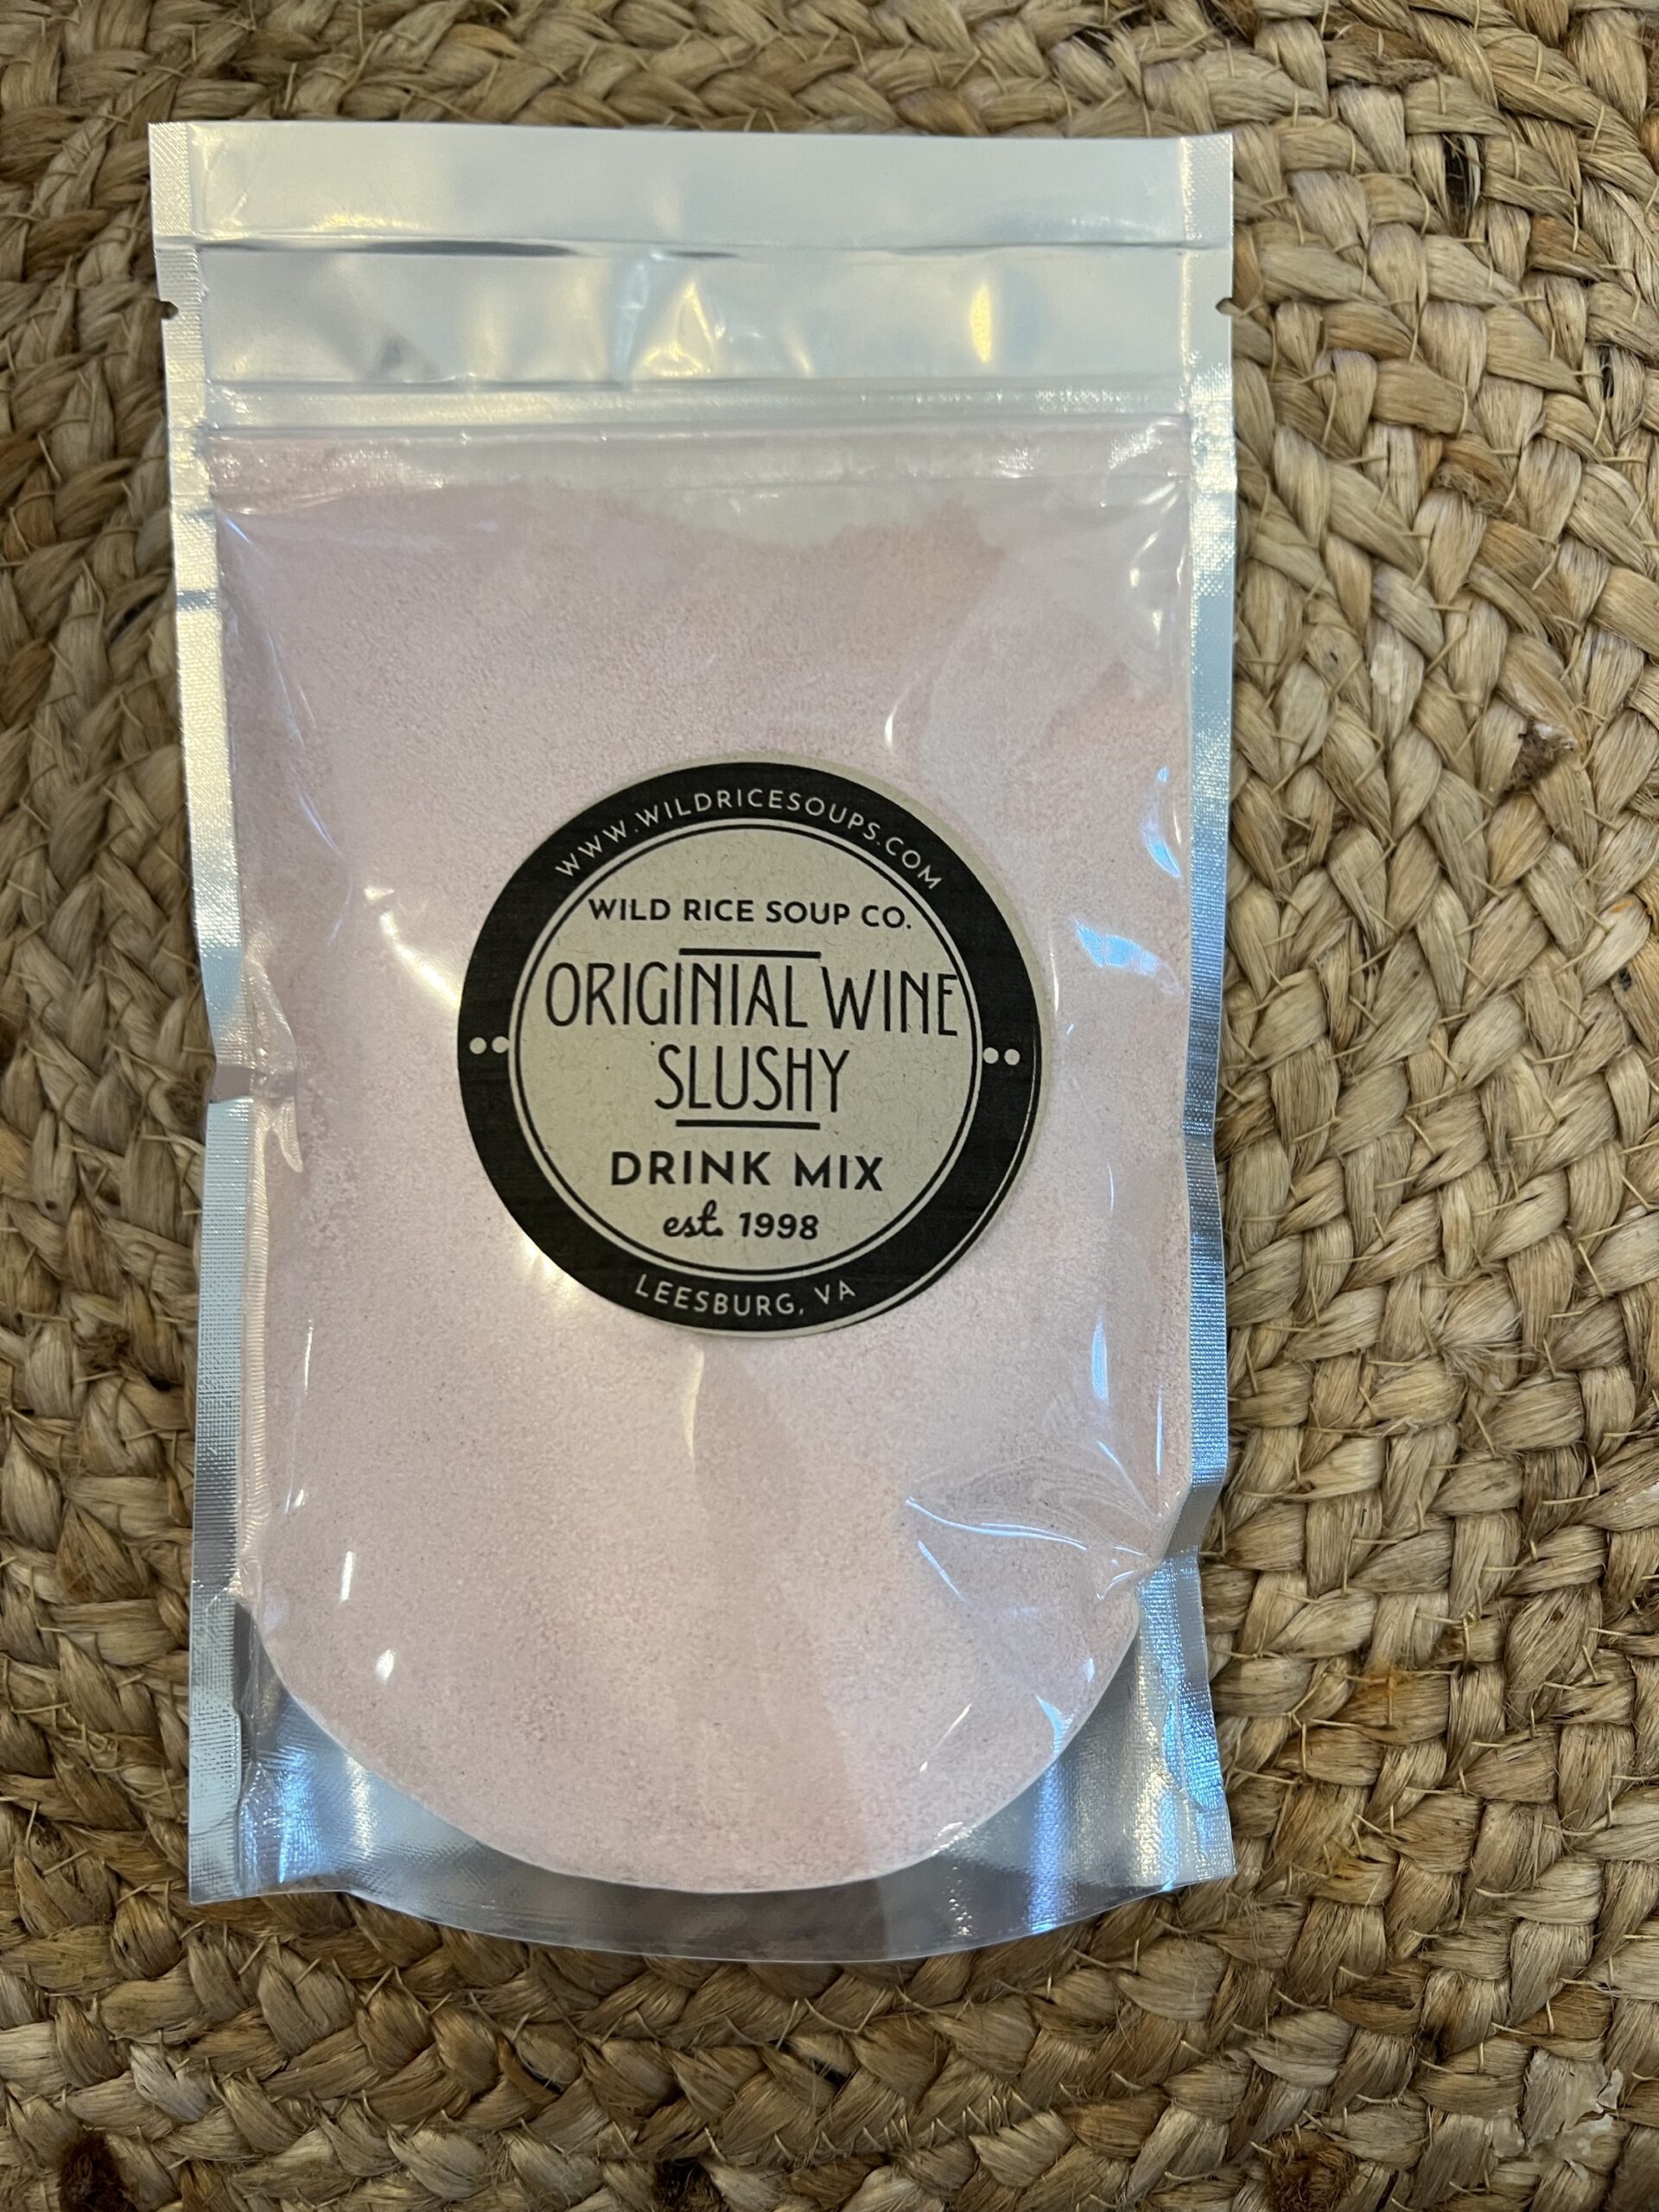 WWW.WILDRICESOUPS.COM
WILD RICE SOUP CO.
ORIGINIAL WINE
SLUSHY
DRINK MIX
est. 1998
LEESBURG, VA